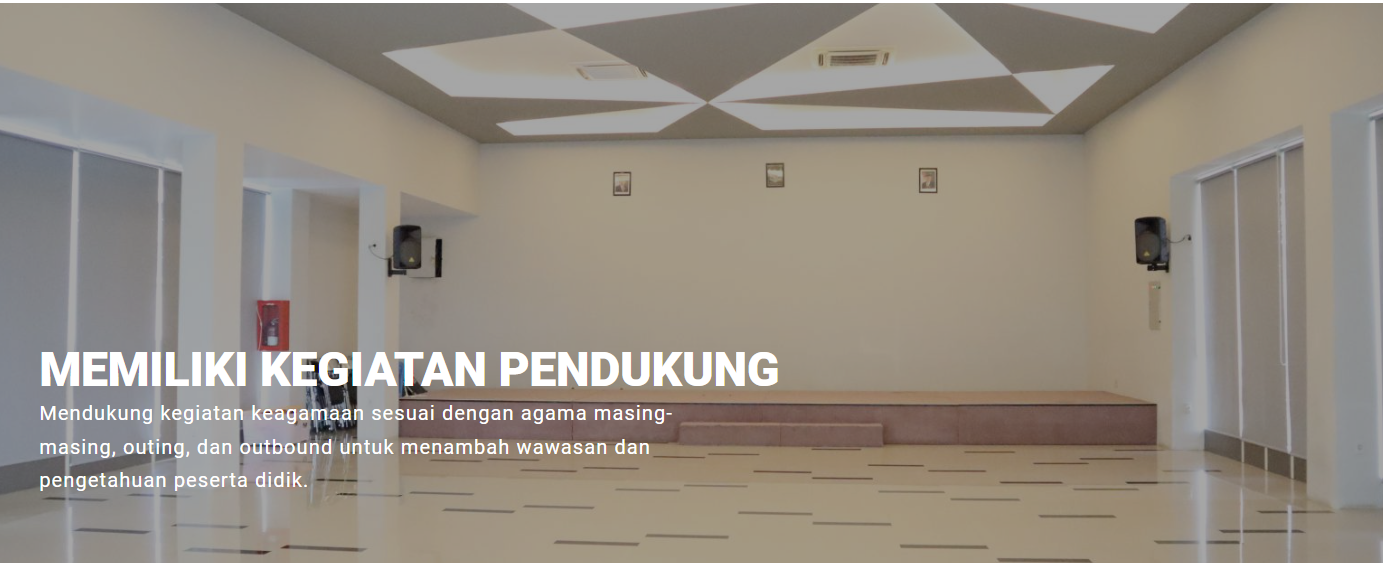 MEMILIKI KEGIATAN PENDUKUNG
Mendukung kegiatan keagamaan sesuai dengan agama masing-
masing, outing, dan outbound untuk menambah wawasan dan
pengetahuan peserta didik.